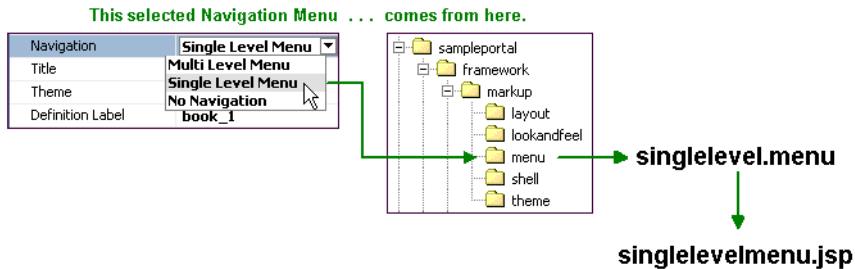 This selected Navigation Menu ... comes from here.
Navigation Single Level Menu
Title Multi Level Menu
Single Level Menu
Theme
No Navigation
Definition Label book_1
sampleportal
framework
markup
layout
lookandfeel
menu
shell
theme
singlelevel.menu
singlelevelmenu.jsp